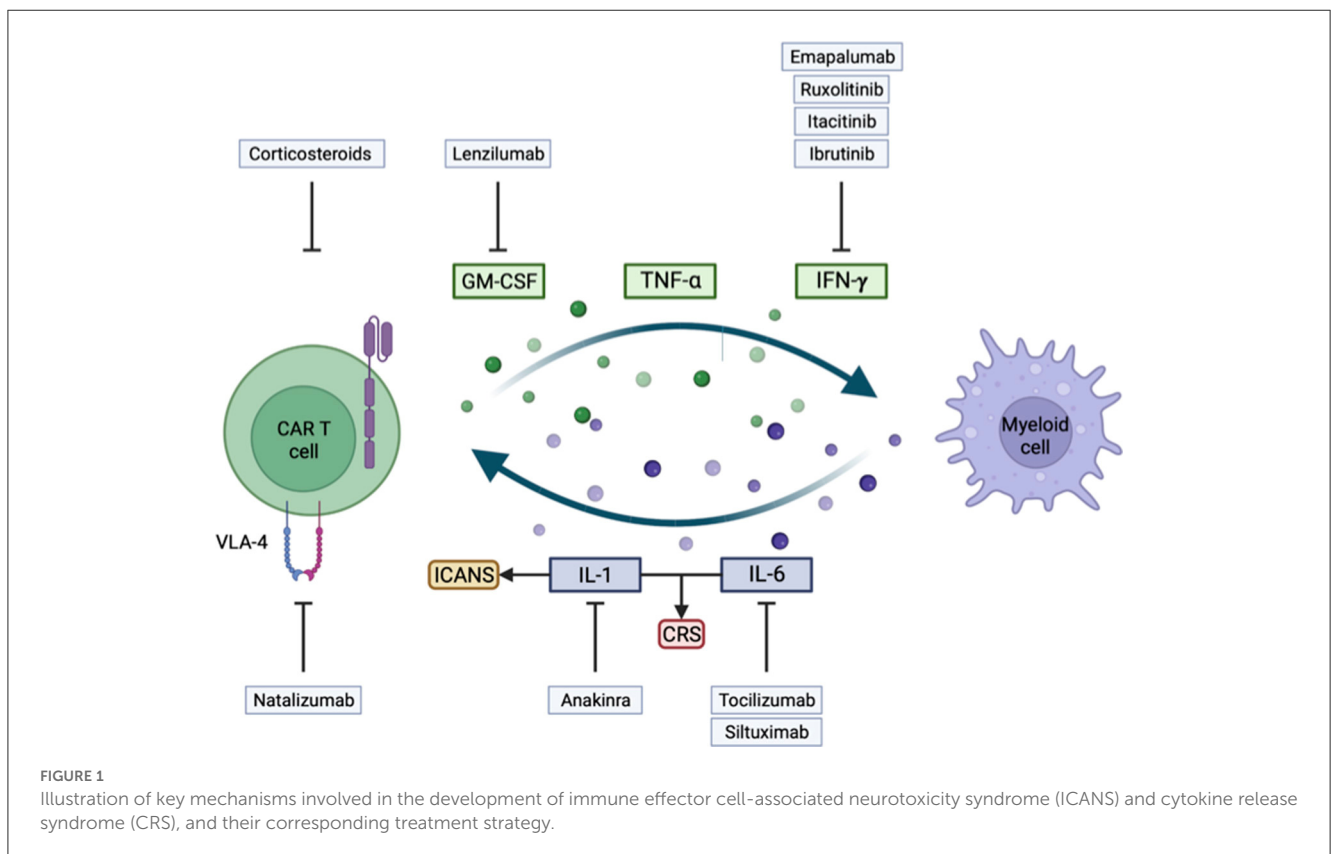 Emapalumab
Ruxolitinib
Itacitinib
Ibrutinib
Corticosteroids
Lenzilumab
GM-CSF
TNF-α
IFN-γ
CAR T
cell
Myeloid
cell
VLA-4
ICANS
IL-1
IL-6
CRS
Natalizumab
Anakinra
Tocilizumab
Siltuximab
FIGURE 1
Illustration of key mechanisms involved in the development of immune effector cell-associated neurotoxicity syndrome (ICANS) and cytokine release
syndrome (CRS), and their corresponding treatment strategy.